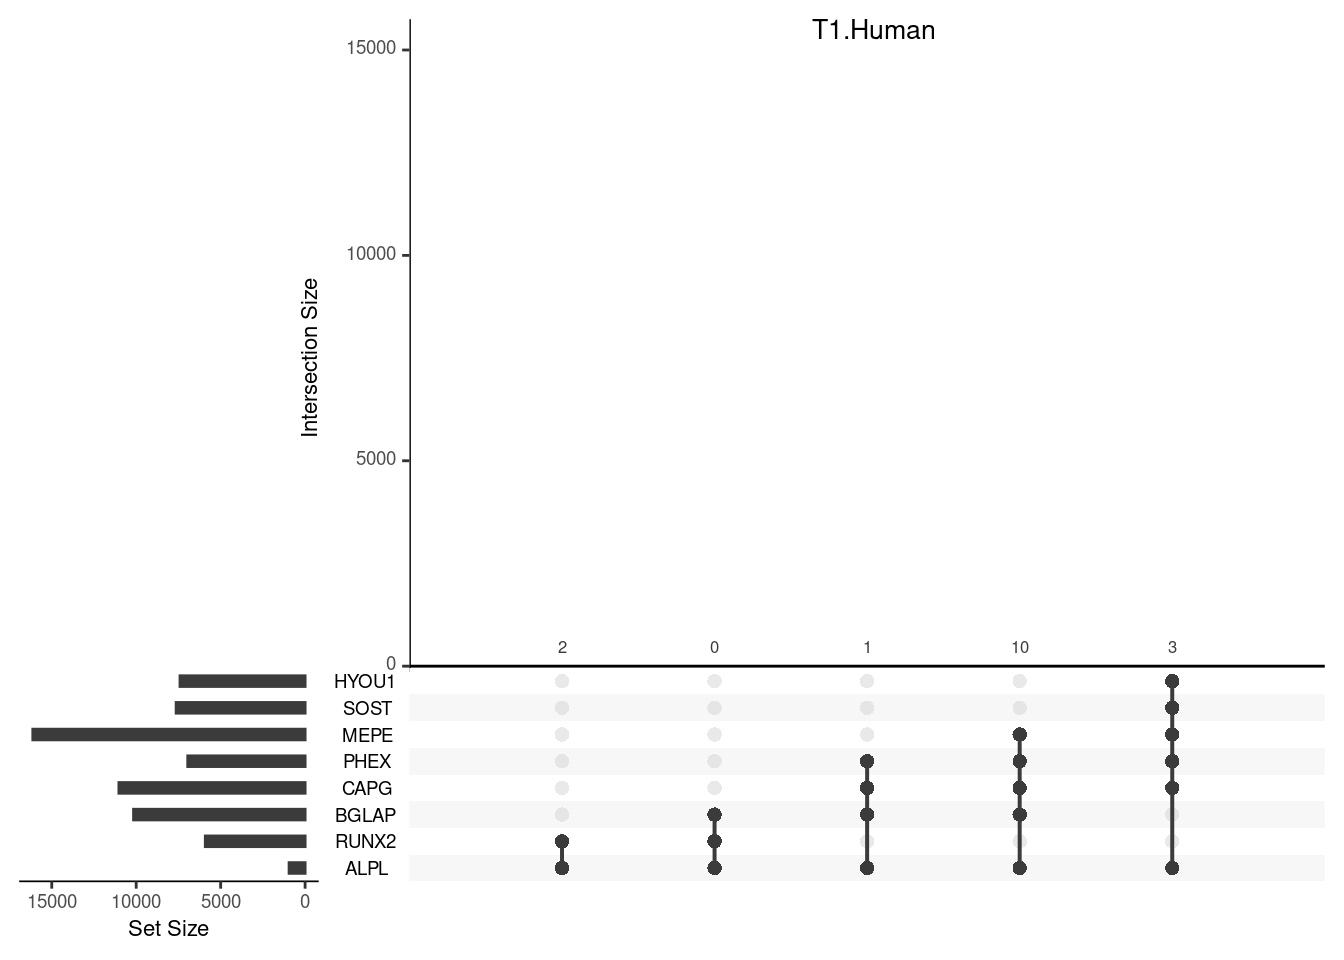 T1.Human
15000
10000
5000
0
Intersection Size
2 0 1 10 3
HYOU1
SOST
MEPE
PHEX
CAPG
BGLAP
RUNX2
ALPL
15000 10000 5000 0
Set Size